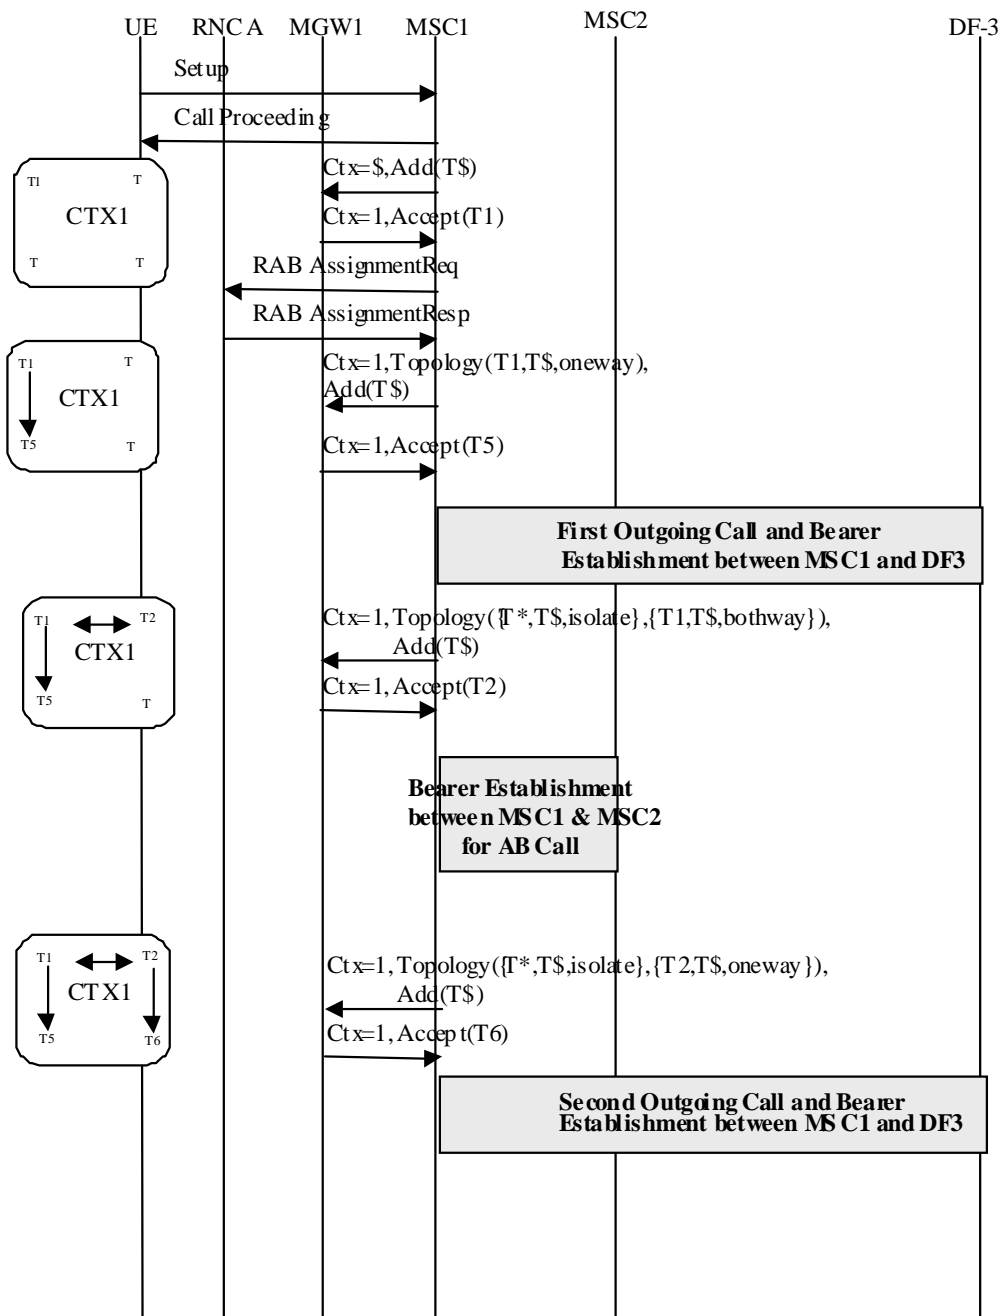 UE RNC A MGW1 MSC1 MSC2 DF-3
Setup
Call Proceeding
Ctx=$,Add(T$)
T1 T
CTX1
T T
Ctx=1,Accept(T1)
RAB AssignmentReq
RAB AssignmentResp
Ctx=1,Topology(T1,T$,oneway),
Add(T$)
T1 T
CTX1
T5 T
Ctx=1,Accept(T5)
First Outgoing Call and Bearer
Establishment between MSC1 and DF3
Ctx=1,Topology({T*,T$,isolate},{T1,T$,bothway}),
Add(T$)
T1 T2
CTX1
T5 T
Ctx=1,Accept(T2)
Bearer Establishment
between MSC1 & MSC2
for AB Call
Ctx=1,Topology({T*,T$,isolate},{T2,T$,oneway}),
Add(T$)
T1 T2
CTX1
T5 T6
Ctx=1,Accept(T6)
Second Outgoing Call and Bearer
Establishment between MSC1 and DF3